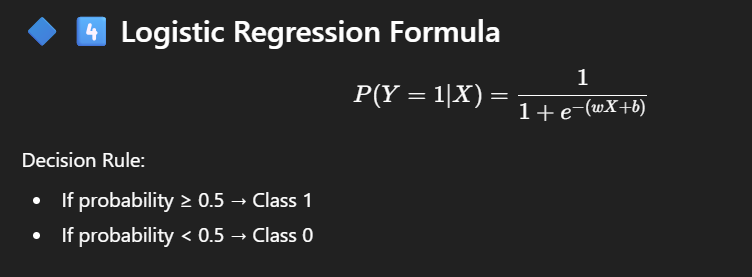 🔷 4️⃣ Logistic Regression Formula
P(Y = 1|X) = \frac{1}{1 + e^{-(wX+b)}}
Decision Rule:
• If probability ≥ 0.5 → Class 1
• If probability < 0.5 → Class 0